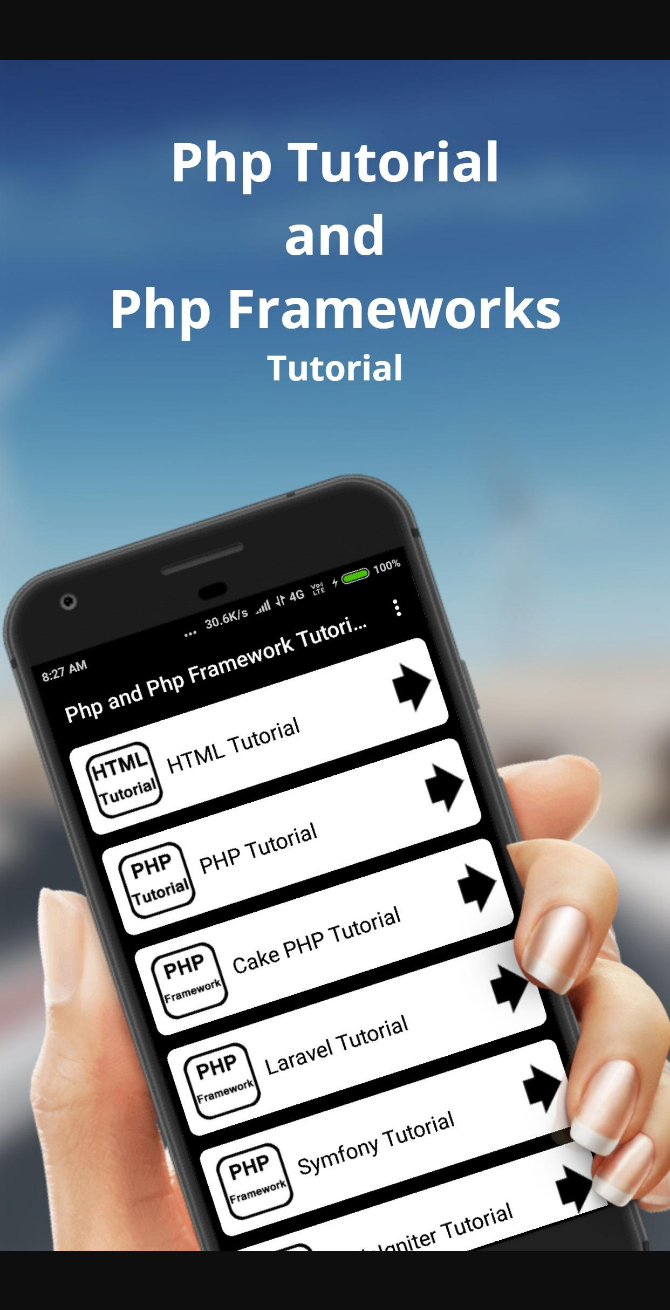 Php Tutorial
and
Php Frameworks
Tutorial
8:27 AM
... 30.6K/s 4G Vo) LTE 100%
Php and Php Framework Tutori...
HTML
Tutorial
HTML Tutorial
PHP
Tutorial
PHP Tutorial
PHP
Framework
Cake PHP Tutorial
PHP
Framework
Laravel Tutorial
PHP
Framework
Symfony Tutorial
Igniter Tutorial